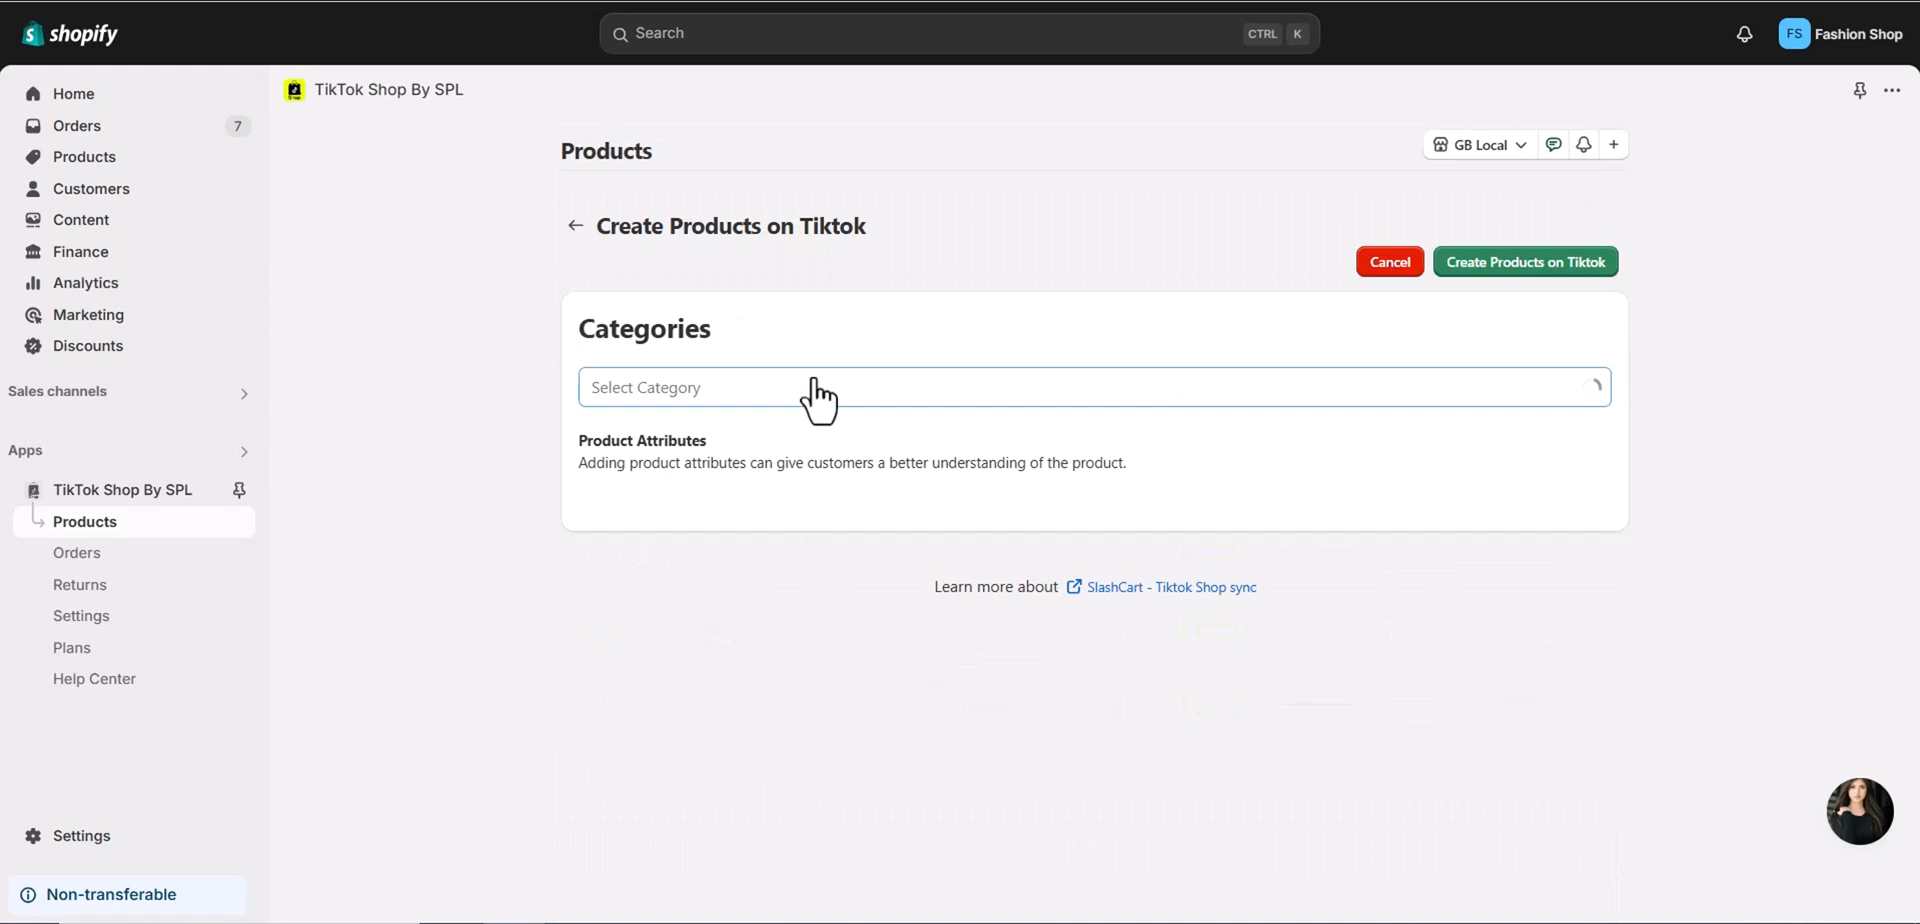 shopify
Search
CTRL K
FS Fashion Shop
Home
Orders 7
Products
Customers
Content
Finance
Analytics
Marketing
Discounts
Sales channels
Apps
TikTok Shop By SPL
Products
Orders
Returns
Settings
Plans
Help Center
Settings
Non-transferable
TikTok Shop By SPL
Products
GB Local
Create Products on Tiktok
Cancel
Create Products on Tiktok
Categories
Select Category
Product Attributes
Adding product attributes can give customers a better understanding of the product.
Learn more about SlashCart - Tiktok Shop sync